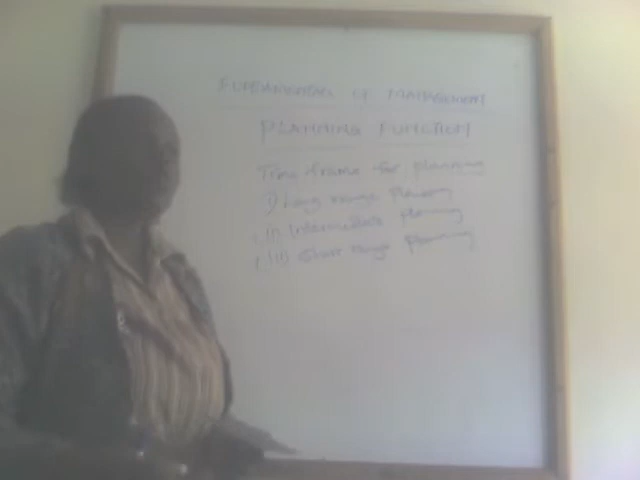 FUNDAMENTALS OF MANAGEMENT
PLANNING FUNCTION
Time frame for planning
i) Long range planning
ii) Intermediate planning
iii) Short range planning